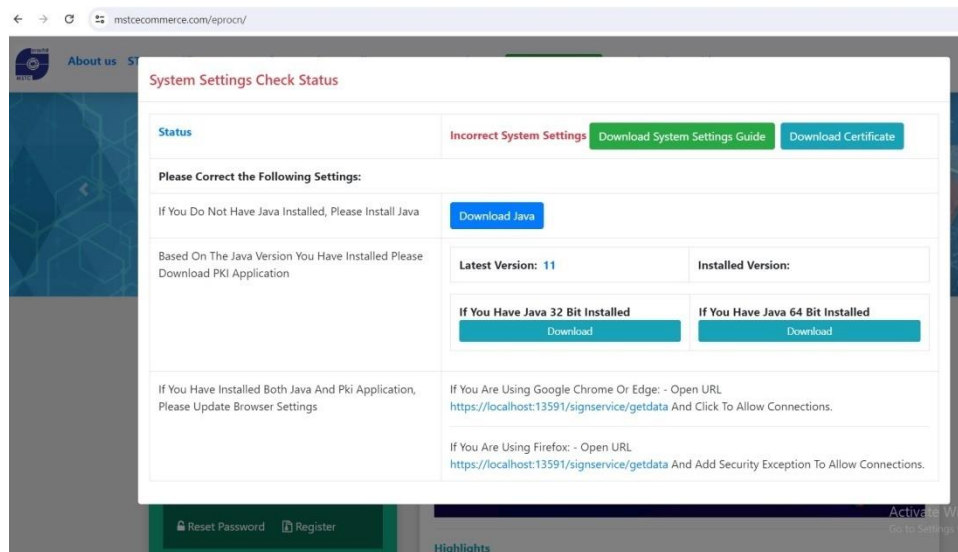 mstcecommerce.com/eprocn/
MSTC
About us
System Settings Check Status
Status
Incorrect System Settings Download System Settings Guide Download Certificate
Please Correct the Following Settings:
If You Do Not Have Java Installed, Please Install Java
Download Java
Based On The Java Version You Have Installed Please
Download PKI Application
Latest Version: 11
Installed Version:
If You Have Java 32 Bit Installed
Download
If You Have Java 64 Bit Installed
Download
If You Have Installed Both Java And Pki Application,
Please Update Browser Settings
If You Are Using Google Chrome Or Edge: - Open URL
https://localhost:13591/signservice/getdata And Click To Allow Connections.
If You Are Using Firefox: - Open URL
https://localhost:13591/signservice/getdata And Add Security Exception To Allow Connections.
Reset Password Register
Highlights
Activate W
Go to Settings